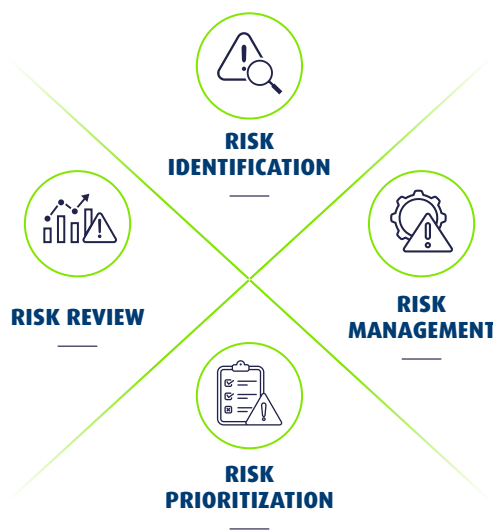 RISK
IDENTIFICATION
RISK REVIEW
RISK
MANAGEMENT
RISK
PRIORITIZATION